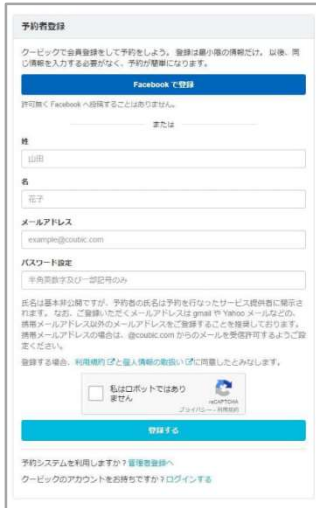 予約者登録
クービックで会員登録をして予約をしよう。 登録は最小限の情報だけ。 以後、同
じ情報を入力する必要がなく、予約が簡単になります。
Facebook で登録
許可無く Facebook へ投稿することはありません。
または
姓
山田
名
花子
メールアドレス
example@coubic.com
パスワード設定
半角英数字及び一部記号のみ
氏名は基本非公開ですが、予約者の氏名は予約を行なったサービス提供者に開示さ
れます。 なお、ご登録いただくメールアドレスは gmail や Yahoo メールなどの、
携帯メールアドレス以外のメールアドレスをご登録することを推奨しております。
携帯メールアドレスの場合は、@coubic.com からのメールを受信許可するようご設
定ください。
登録する場合、利用規約 と個人情報の取扱い に同意したとみなします。
私はロボットではあり
ません
reCAPTCHA
プライバシー - 利用規約
登録する
予約システムを利用しますか？管理者登録へ
クービックのアカウントをお持ちですか？ログインする